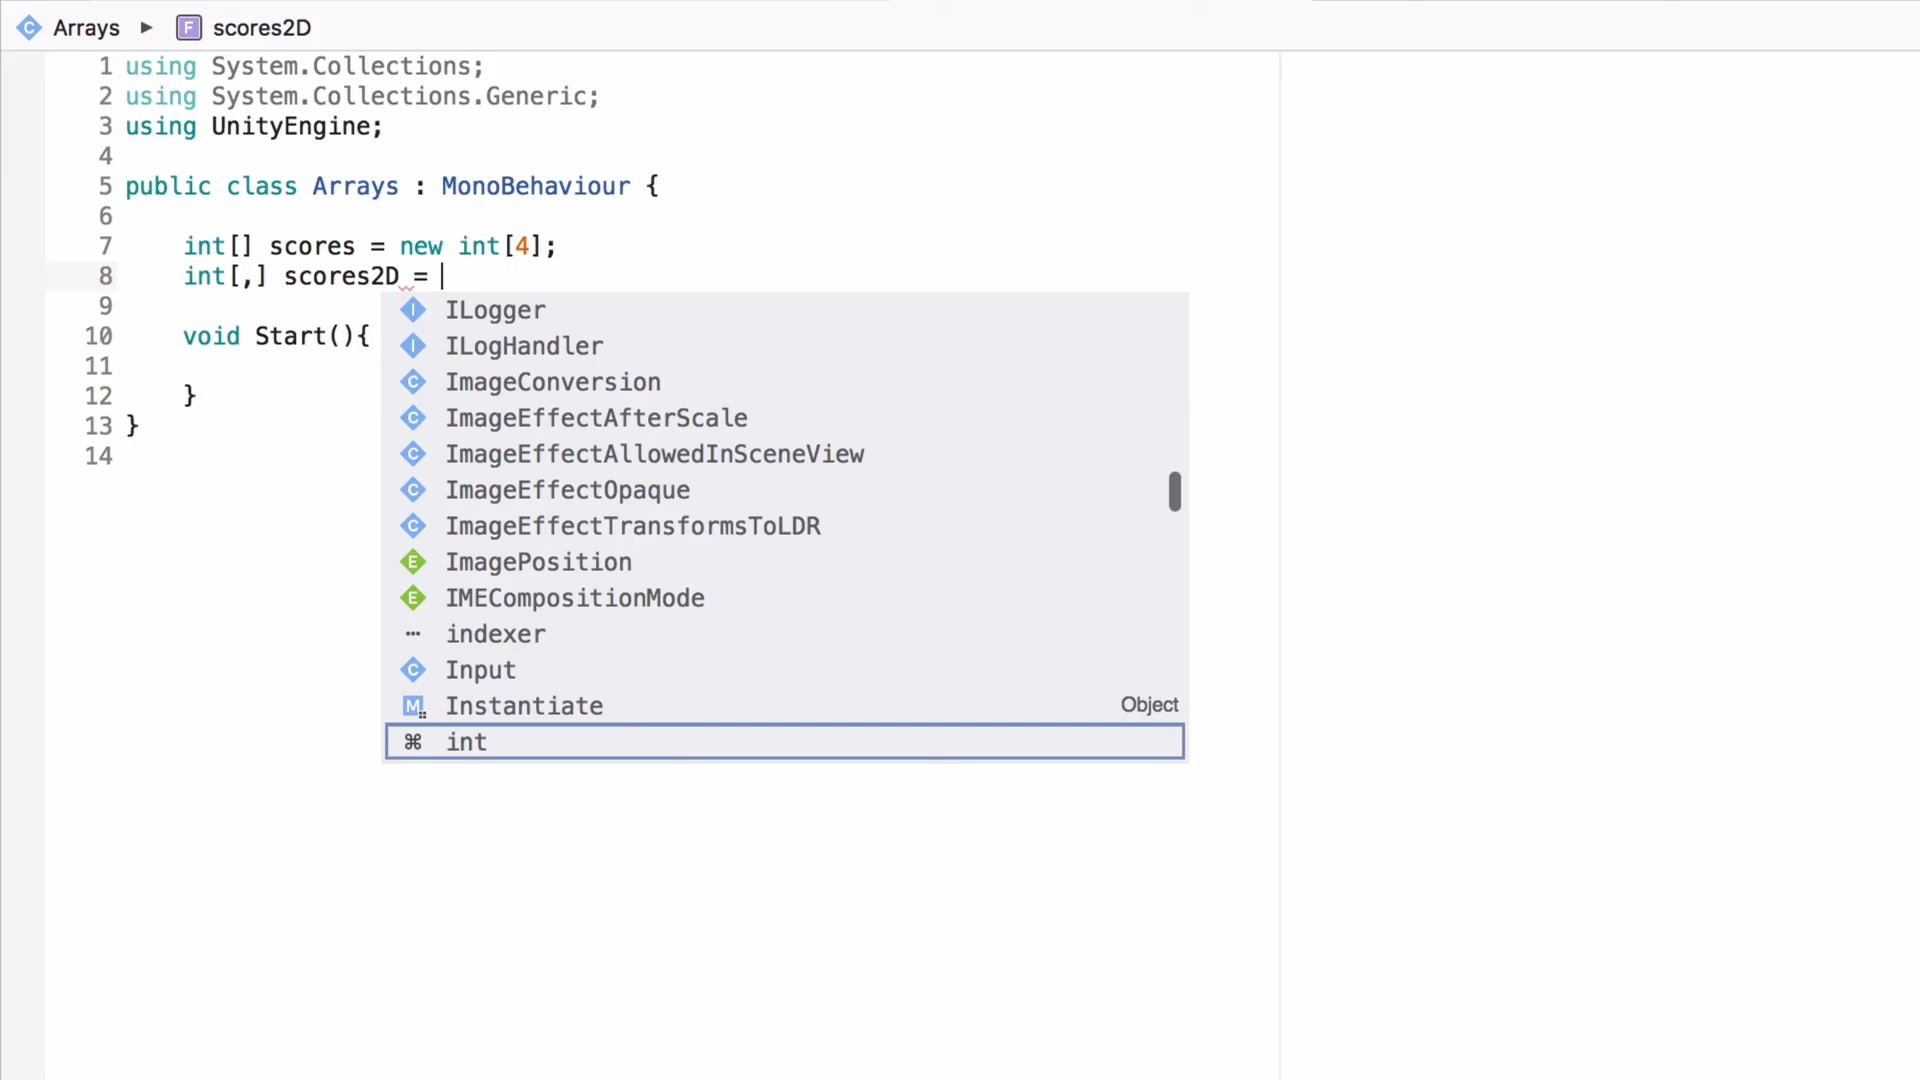 Arrays ▶ F scores2D
1 using System.Collections;
2 using System.Collections.Generic;
3 using UnityEngine;
4
5 public class Arrays : MonoBehaviour {
6
7 int[] scores = new int[4];
8 int[,] scores2D =
9
10 void Start(){
11
12 }
13 }
14
I ILogger
I ILogHandler
C ImageConversion
C ImageEffectAfterScale
C ImageEffectAllowedInSceneView
C ImageEffectOpaque
C ImageEffectTransformsToLDR
E ImagePosition
E IMECompositionMode
indexer
C Input
M Instantiate Object
⌘ int